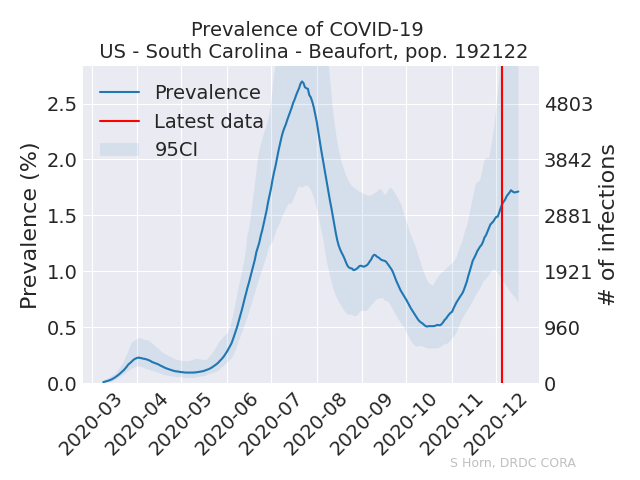 Prevalence of COVID-19
US - South Carolina - Beaufort, pop. 192122
Prevalence
Latest data
95CI
Prevalence (%)
2.5
2.0
1.5
1.0
0.5
0.0
4803
3842
2881
1921
960
0
# of infections
2020-03
2020-04
2020-05
2020-06
2020-07
2020-08
2020-09
2020-10
2020-11
2020-12
S Horn, DRDC CORA